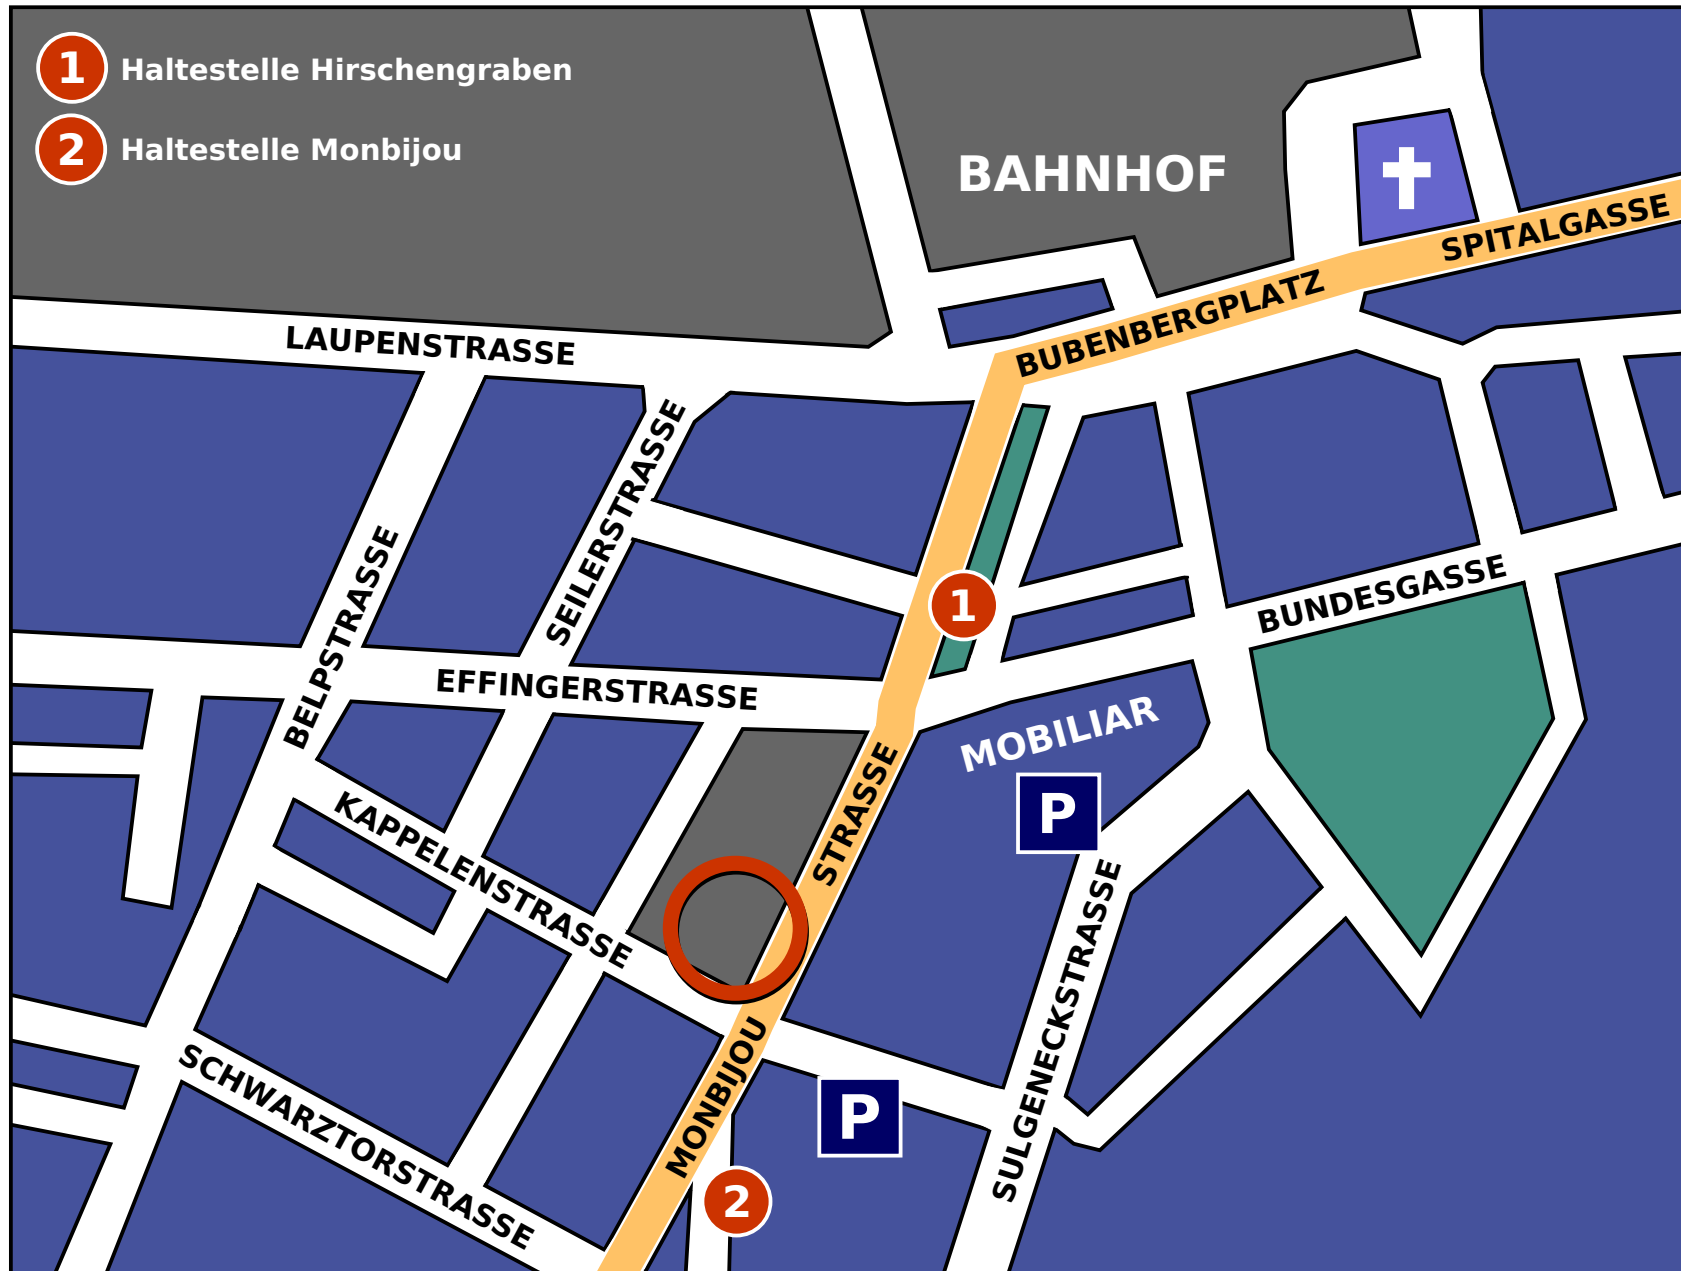 1 Haltestelle Hirschengraben
2 Haltestelle Monbijou
BAHNHOF
SPITALGASSE
BUBENBERGPLATZ
LAUPENSTRASSE
SEILERSTRASSE
BELPSTRASSE
1
BUNDESGASSE
EFFINGERSTRASSE
MOBILIAR
STRASSE
P
KAPPELENSTRASSE
SULGENECKSTRASSE
MONBIJOU
P
SCHWARZTORSTRASSE
2